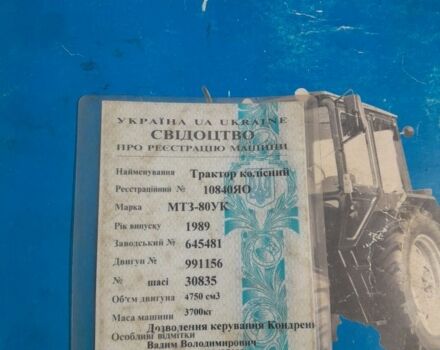 УКРАЇНА UA UKRAINE
СВІДОЦТВО
ПРО РЕЄСТРАЦІЮ МАШИНИ
Найменування Трактор колісний
Реєстраційний № 10840ЯО
Марка МТЗ-80УК
Рік випуску 1989
Заводський № 645481
Двигун № 991156
№ шасі 30835
Об'єм двигуна 4750 см3
Маса машини 3700кг
Дозволення керування Кондрен
Особливі відмітки
Вадим Володимирович